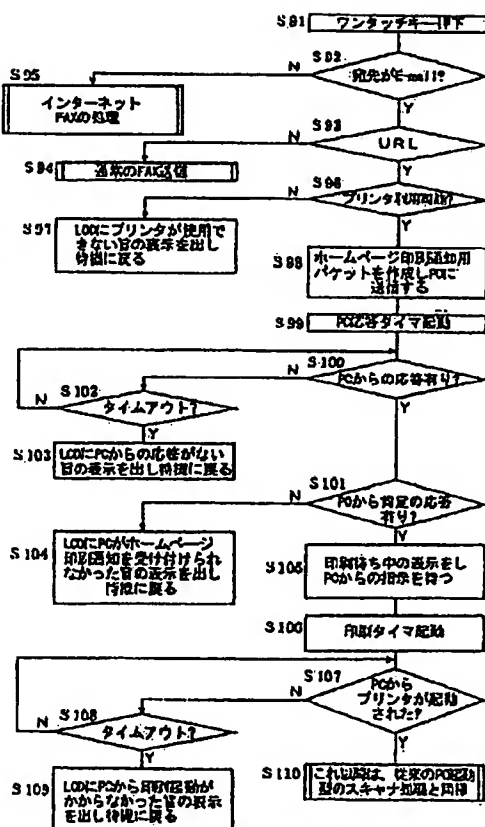 S91
ワンタッチキー押下
S92
宛先がE-mail?
N
Y
S95
インターネット
FAXの処理
S93
URL
N
Y
S94
通常のFAX送信
S96
プリンタ利用可能?
N
Y
S97
LCDにプリンタが使用で
きない旨の表示を出し
待機に戻る
S98
ホームページ印刷通知用
パケットを作成しPCに
送信する
S99
PC応答タイマ起動
S100
PCからの応答有り?
N
Y
S102
タイムアウト?
N
Y
S103
LCDにPCからの応答がない
旨の表示を出し待機に戻る
S101
PCから肯定の応答
有り?
N
Y
S104
LCDにPCがホームページ
印刷通知を受け付けられ
なかった旨の表示を出し
待機に戻る
S105
印刷待ち中の表示をし
PCからの指示を待つ
S106
印刷タイマ起動
S107
PCから
プリンタが起動
された?
N
Y
S108
タイムアウト?
N
Y
S109
LCDにPCから印刷起動が
かからなかった旨の表示
を出し待機に戻る
S110
これ以降は、従来のPC起動
型のスキャナ処理と同様